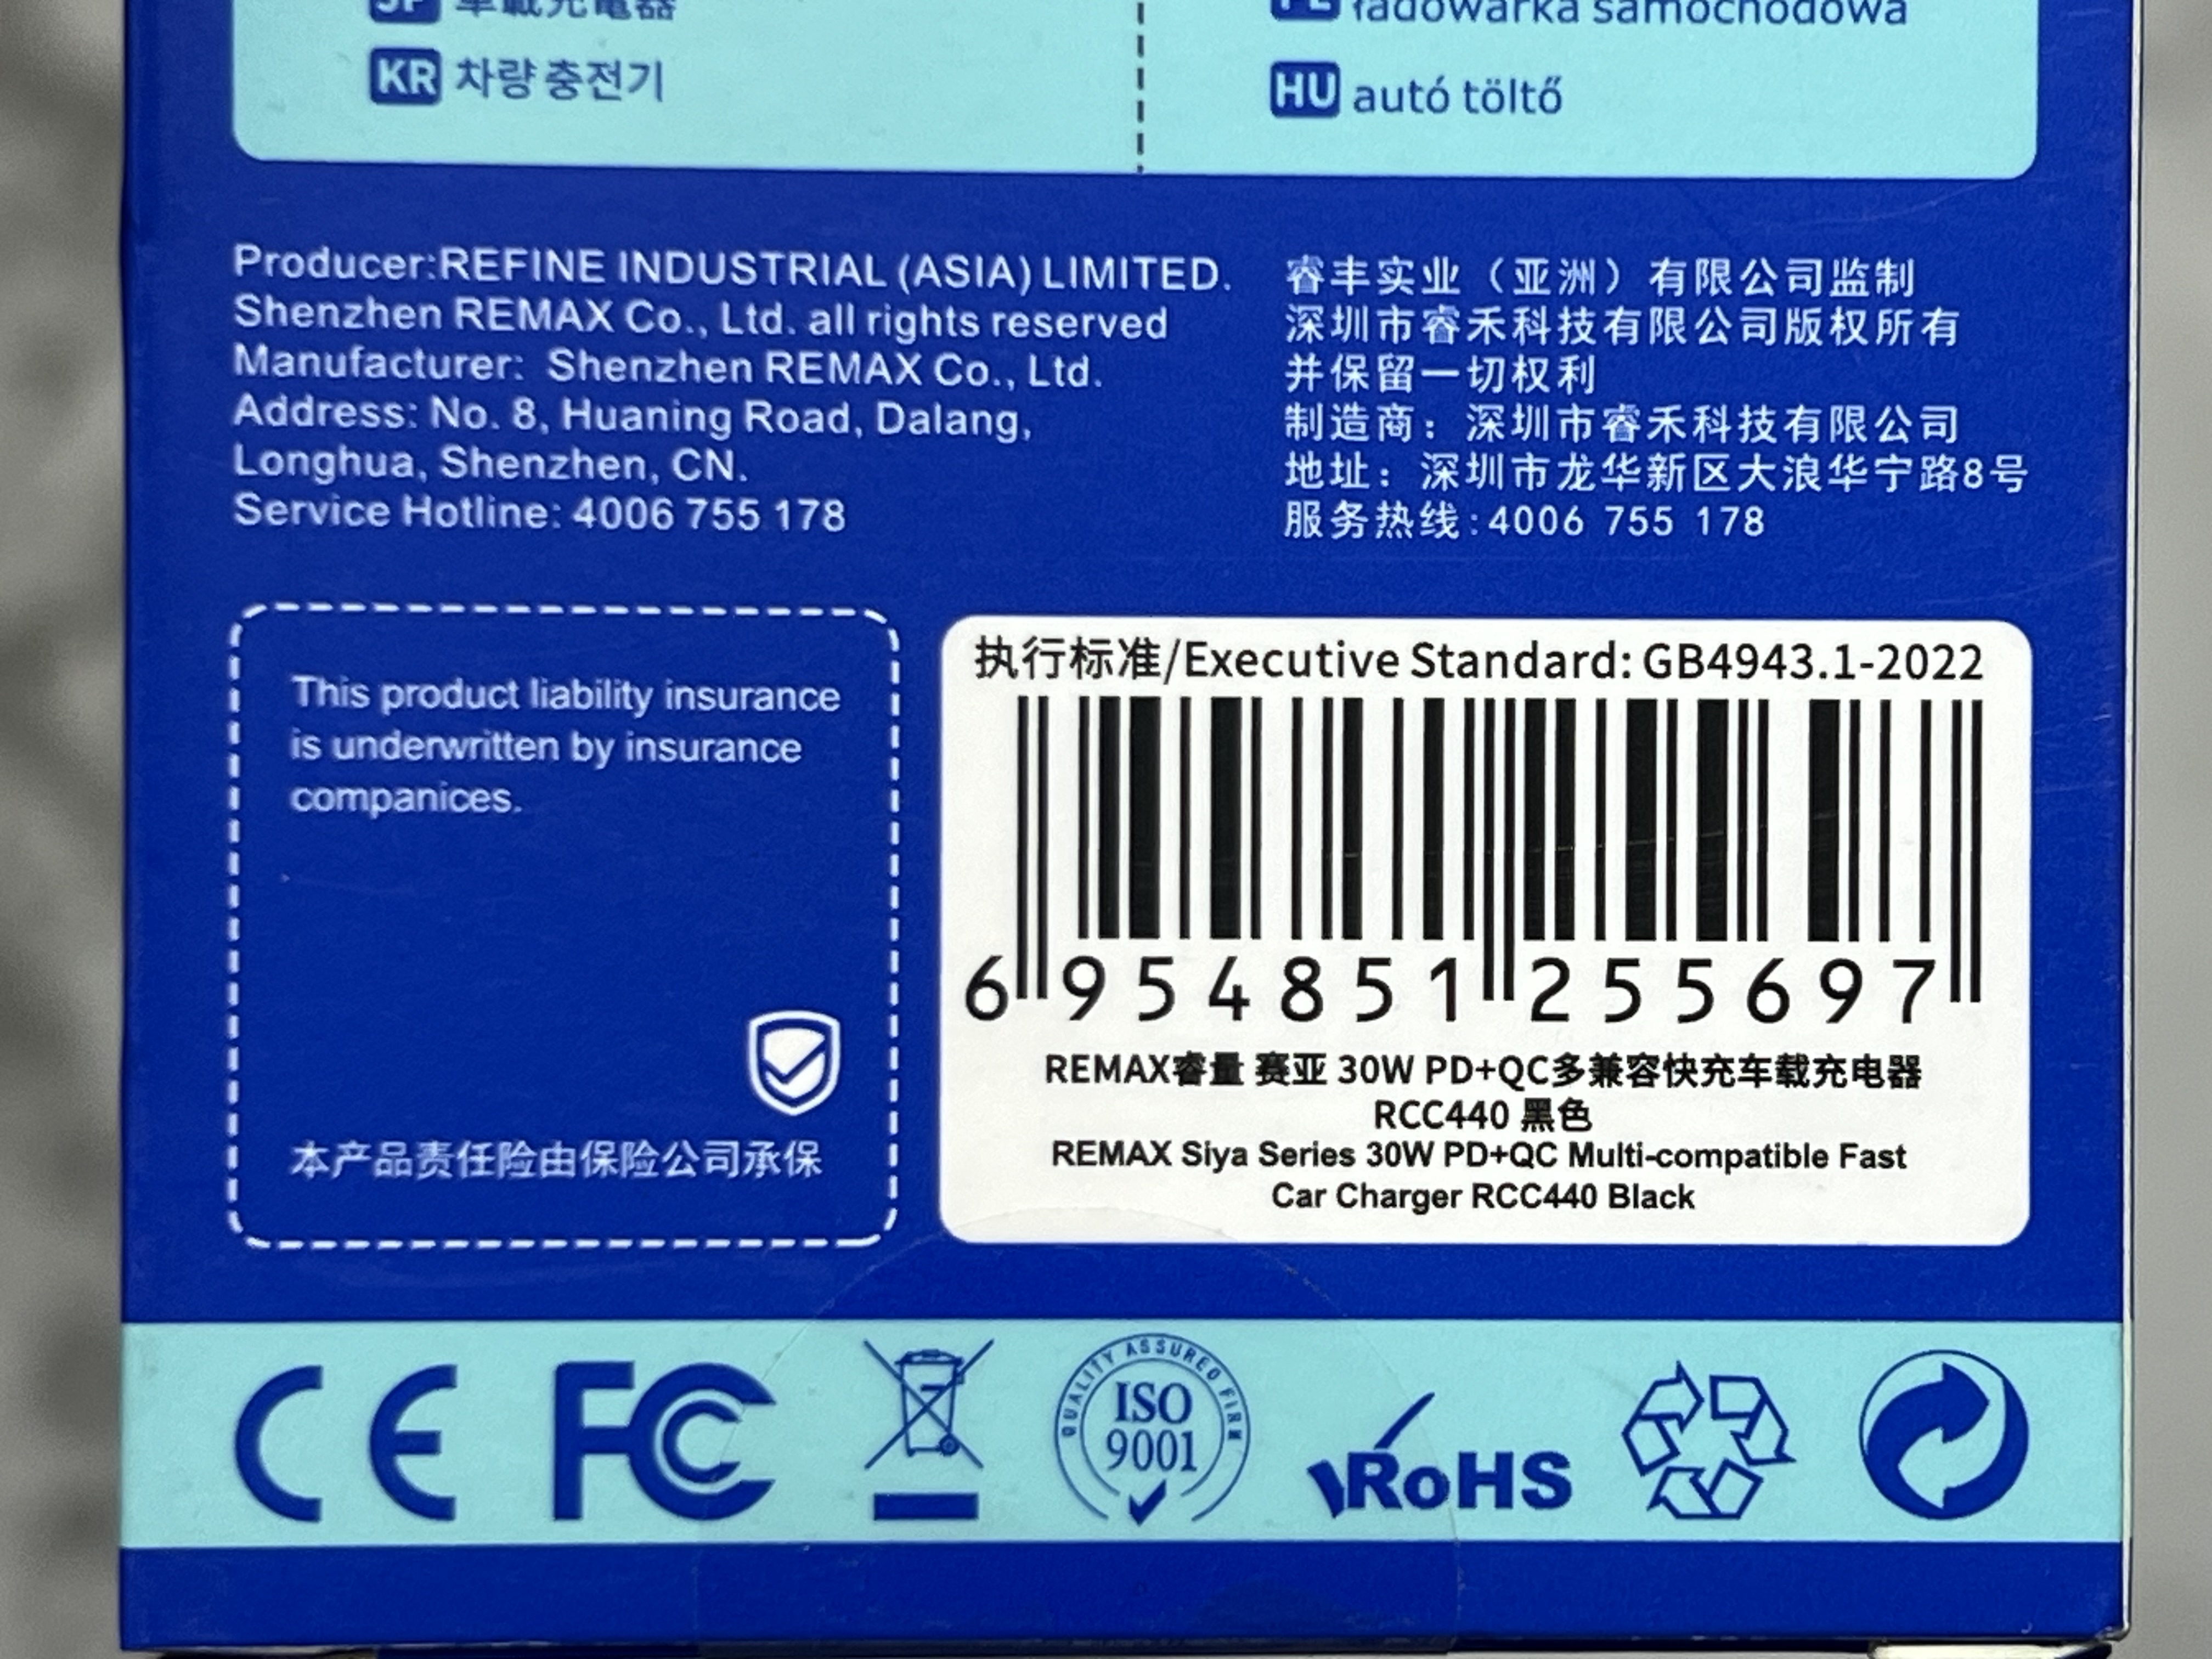 JP 車載充電器
KR 차량 충전기
PL ładowarka samochodowa
HU autó töltő
Producer:REFINE INDUSTRIAL (ASIA) LIMITED.
Shenzhen REMAX Co., Ltd. all rights reserved
Manufacturer: Shenzhen REMAX Co., Ltd.
Address: No. 8, Huaning Road, Dalang,
Longhua, Shenzhen, CN.
Service Hotline: 4006 755 178
睿丰实业（亚洲）有限公司监制
深圳市睿禾科技有限公司版权所有
并保留一切权利
制造商：深圳市睿禾科技有限公司
地址：深圳市龙华新区大浪华宁路8号
服务热线:4006 755 178
This product liability insurance
is underwritten by insurance
companices.
本产品责任险由保险公司承保
执行标准/Executive Standard: GB4943.1-2022
6 954851 255697
REMAX睿量 赛亚 30W PD+QC多兼容快充车载充电器
RCC440 黑色
REMAX Siya Series 30W PD+QC Multi-compatible Fast
Car Charger RCC440 Black
CE FC
QUALITY ASSURED FIRM
ISO
9001
RoHS